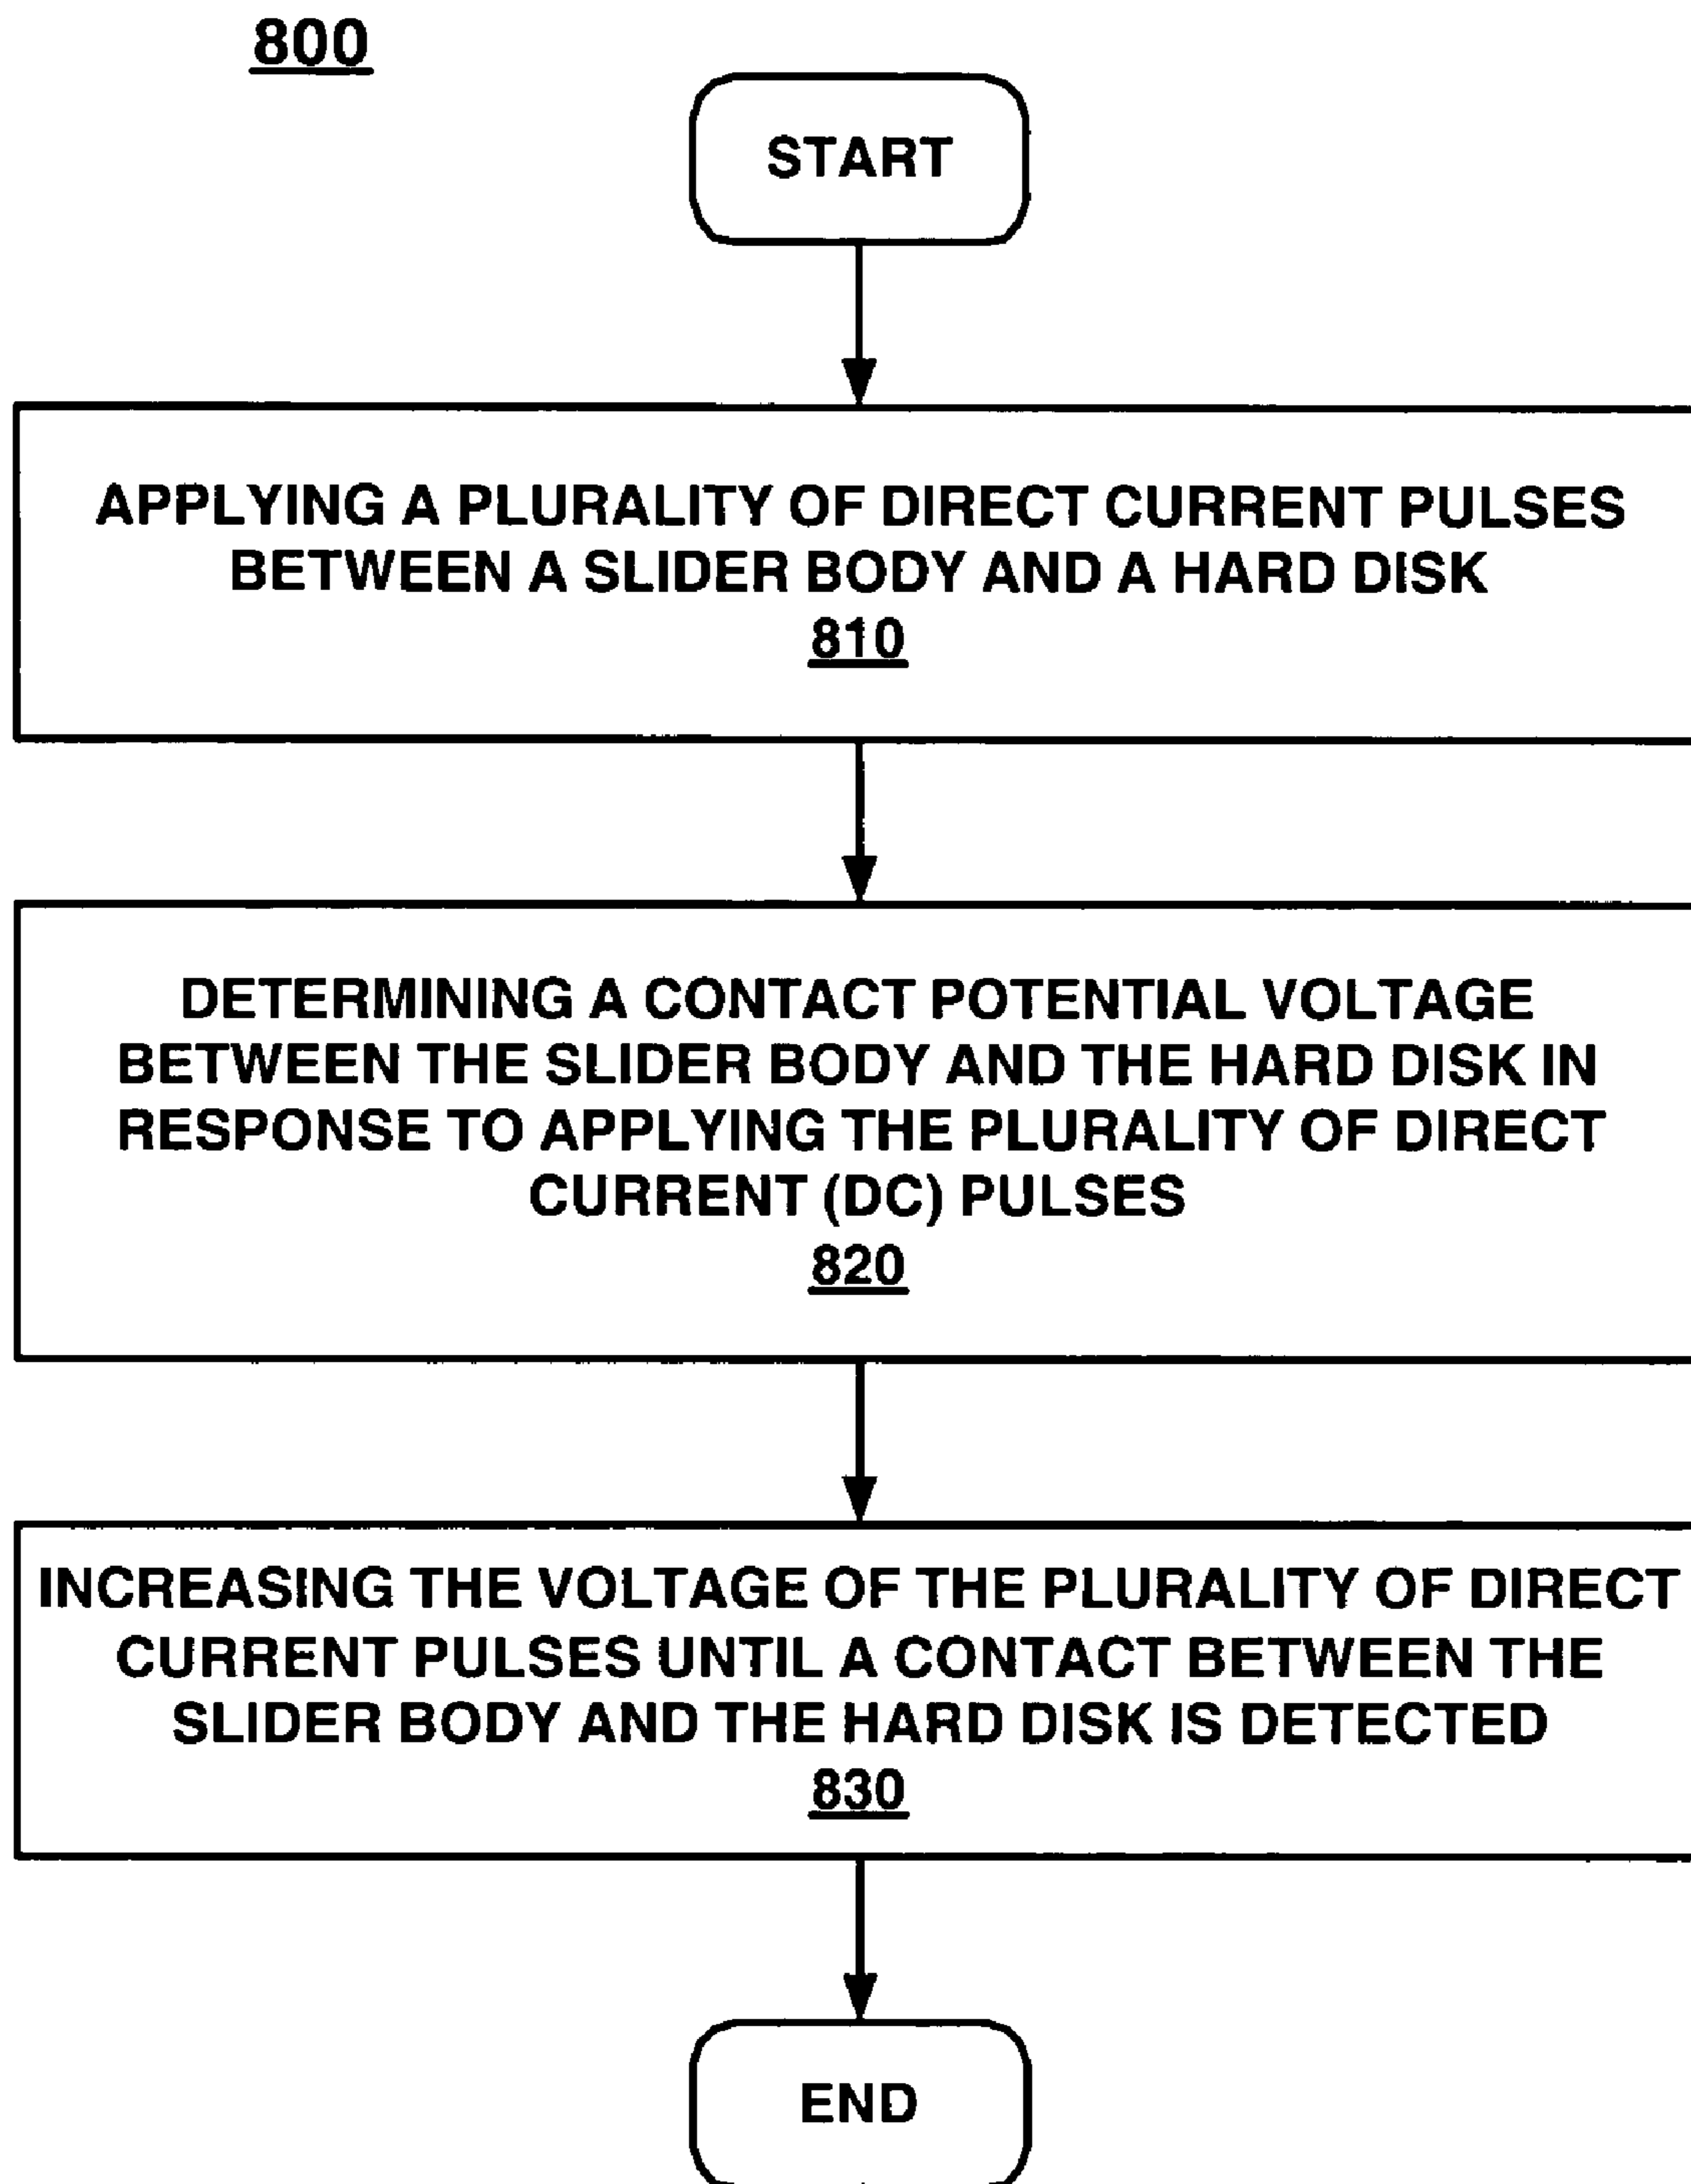 800
START
APPLYING A PLURALITY OF DIRECT CURRENT PULSES
BETWEEN A SLIDER BODY AND A HARD DISK
810
DETERMINING A CONTACT POTENTIAL VOLTAGE
BETWEEN THE SLIDER BODY AND THE HARD DISK IN
RESPONSE TO APPLYING THE PLURALITY OF DIRECT
CURRENT (DC) PULSES
820
INCREASING THE VOLTAGE OF THE PLURALITY OF DIRECT
CURRENT PULSES UNTIL A CONTACT BETWEEN THE
SLIDER BODY AND THE HARD DISK IS DETECTED
830
END